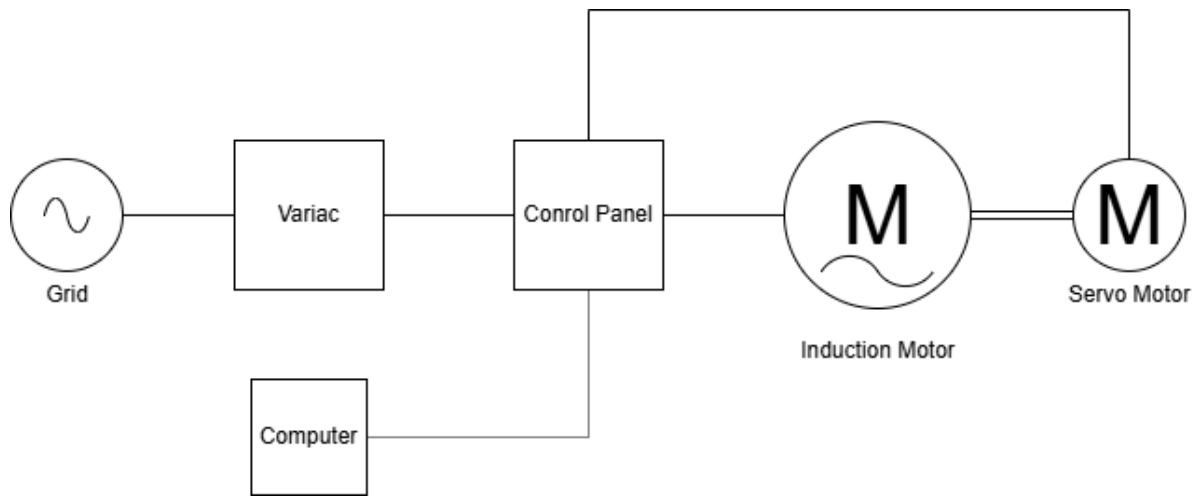 M
M
Variac
Conrol Panel
Grid
Servo Motor
Induction Motor
Computer